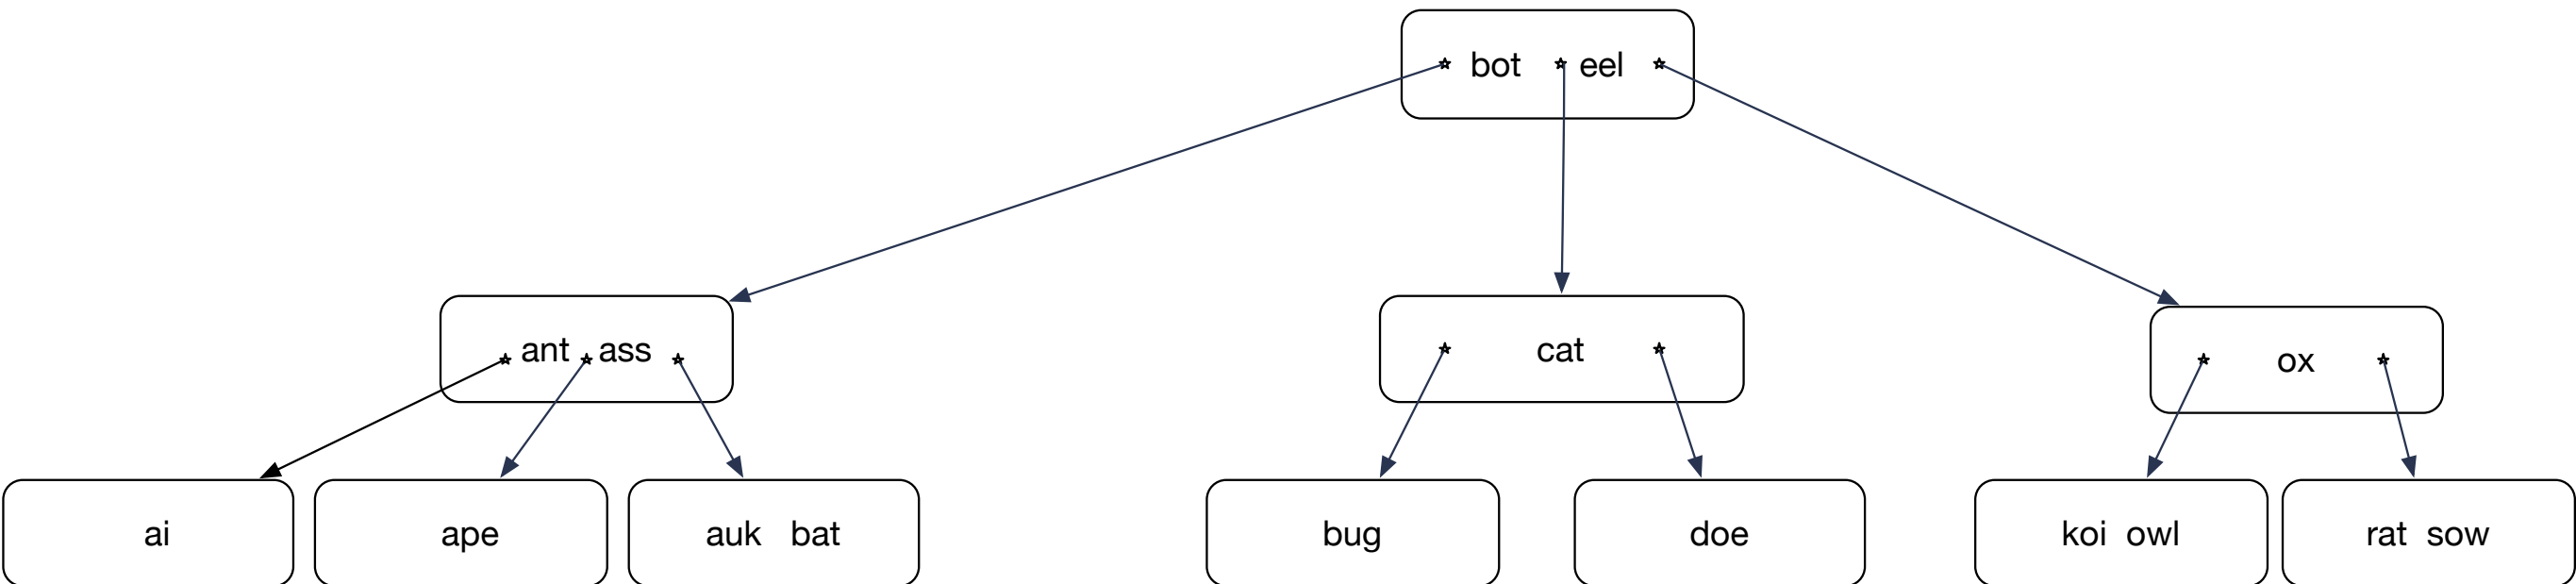 bot eel
ant ass
cat
ox
ai
ape
auk bat
bug
doe
koi owl
rat sow